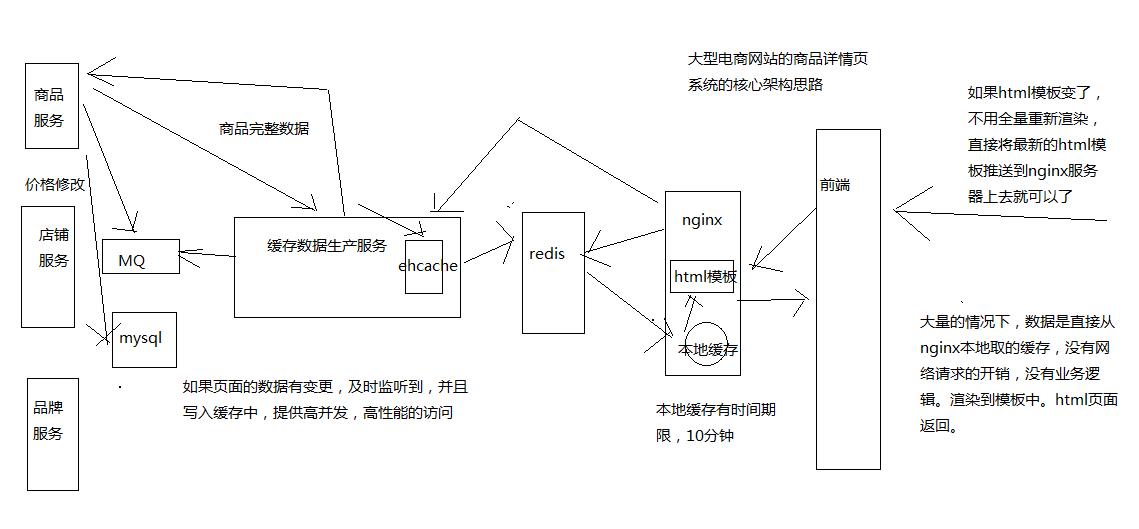 大型电商网站的商品详情页
系统的核心架构思路
商品
服务
商品完整数据
价格修改
店铺
服务
MQ
mysql
品牌
服务
缓存数据生产服务
ehcache
如果页面的数据有变更，及时监听到，并且
写入缓存中，提供高并发，高性能的访问
redis
nginx
html模板
本地缓存
本地缓存有时间期
限，10分钟
前端
如果html模板变了，
不用全量重新渲染，
直接将最新的html模
板推送到nginx服务
器上去就可以了
大量的情况下，数据是直接从
nginx本地取的缓存，没有网
络请求的开销，没有业务逻
辑。渲染到模板中。html页面
返回。